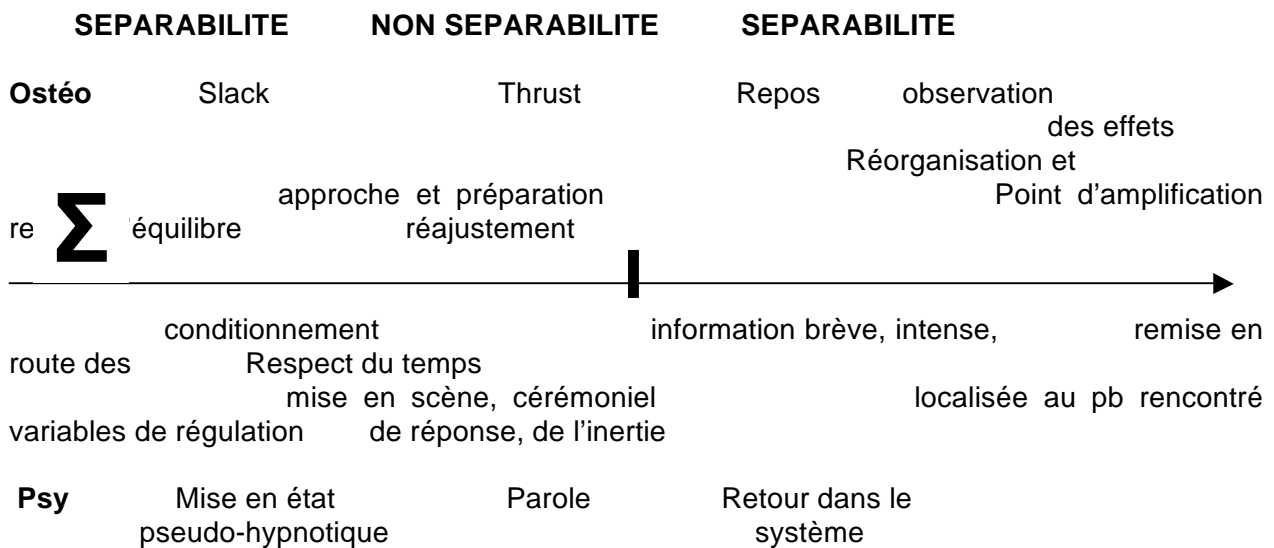 SEPARABILITE NON SEPARABILITE SEPARABILITE
Ostéo Slack Thrust Repos observation
des effets
Réorganisation et
approche et préparation Point d'amplification
re Σ 'équilibre réajustement
conditionnement information brève, intense, remise en
route des Respect du temps
mise en scène, cérémoniel localisée au pb rencontré
variables de régulation de réponse, de l'inertie
Psy Mise en état Parole Retour dans le
pseudo-hypnotique système